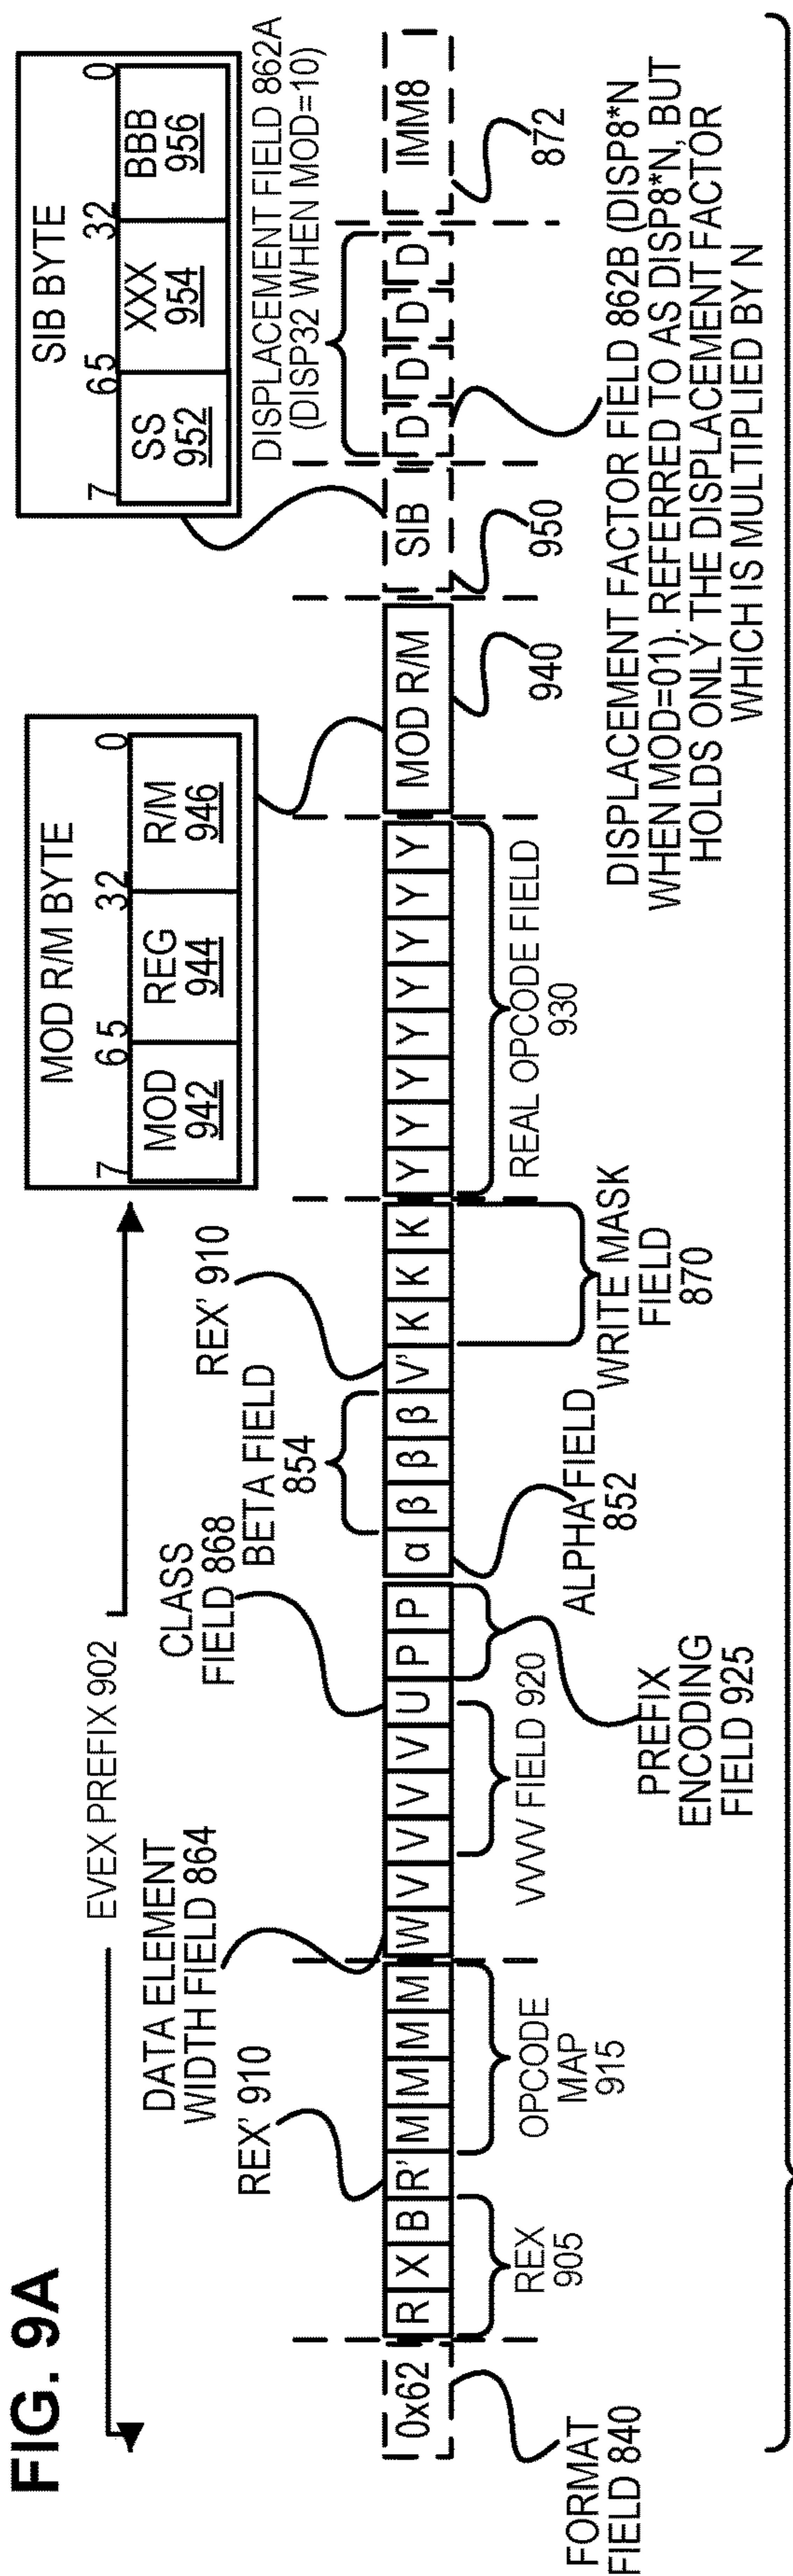 FIG. 9A
EVEX PREFIX 902
MOD R/M BYTE
7 6 5 3 2 0
MOD REG R/M
942 944 946
SIB BYTE
7 6 5 3 2 0
SS XXX BBB
952 954 956
REX' 910
DATA ELEMENT
WIDTH FIELD 864
CLASS
FIELD 868
BETA FIELD
854
REX' 910
DISPLACEMENT FIELD 862A
(DISP32 WHEN MOD=10)
0x62 R X B R' M M M M W V V V V U P P α β β β V' K K K Y Y Y Y Y Y Y Y MOD R/M SIB D D D D IMM8
FORMAT
FIELD 840
REX
905
OPCODE
MAP
915
VVVV FIELD 920
PREFIX
ENCODING
FIELD 925
ALPHA FIELD
852
WRITE MASK
FIELD
870
REAL OPCODE FIELD
930
940
950
872
DISPLACEMENT FACTOR FIELD 862B (DISP8*N
WHEN MOD=01). REFERRED TO AS DISP8*N, BUT
HOLDS ONLY THE DISPLACEMENT FACTOR
WHICH IS MULTIPLIED BY N